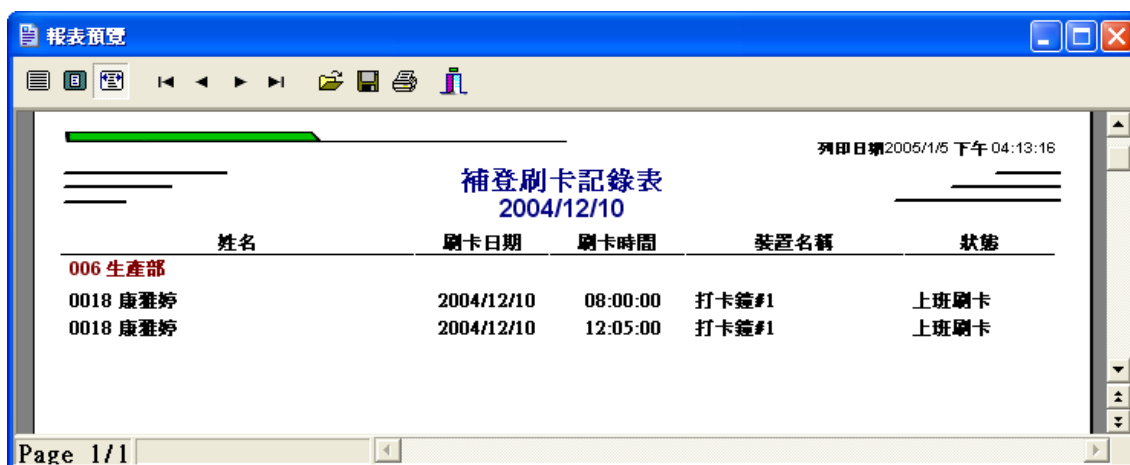 報表預覽
列印日期2005/1/5 下午 04:13:16
補登刷卡記錄表
2004/12/10
姓名 刷卡日期 刷卡時間 裝置名稱 狀態
006 生產部
0018 康雅婷 2004/12/10 08:00:00 打卡鐘#1 上班刷卡
0018 康雅婷 2004/12/10 12:05:00 打卡鐘#1 上班刷卡
Page 1/1